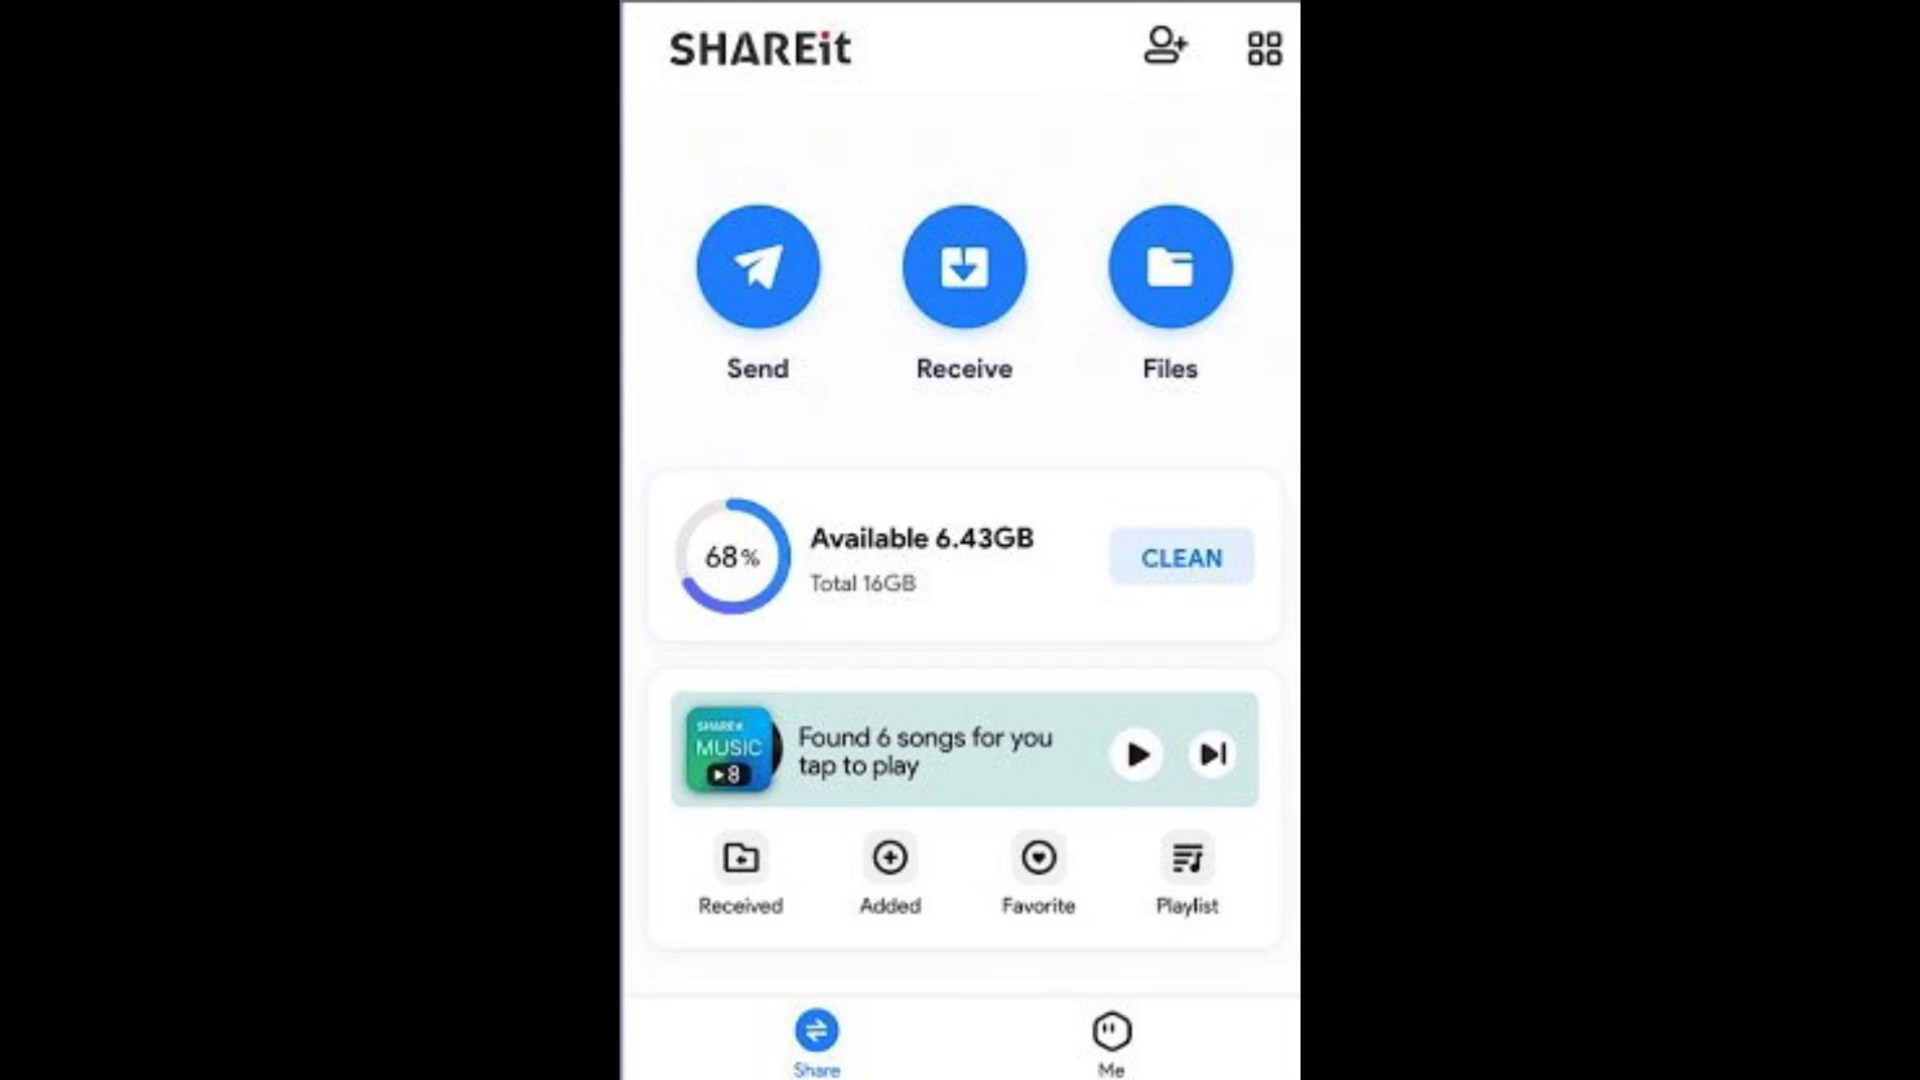 SHAREit
Send
Receive
Files
68%
Available 6.43GB
Total 16GB
CLEAN
SHAREit
MUSIC
8
Found 6 songs for you
tap to play
Received
Added
Favorite
Playlist
Share
Me